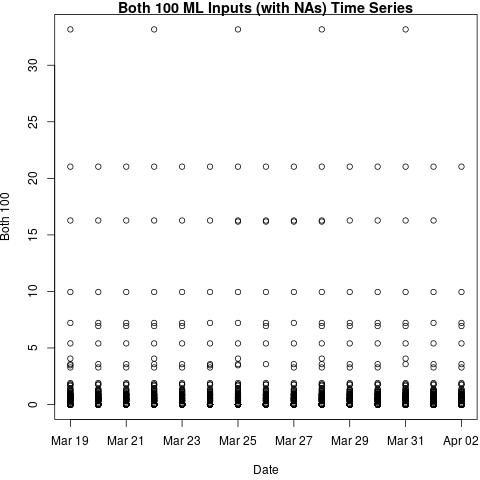 Both 100 ML Inputs (with NAs) Time Series
30
25
20
15
10
5
0
Both 100
Mar 19 Mar 21 Mar 23 Mar 25 Mar 27 Mar 29 Mar 31 Apr 02
Date